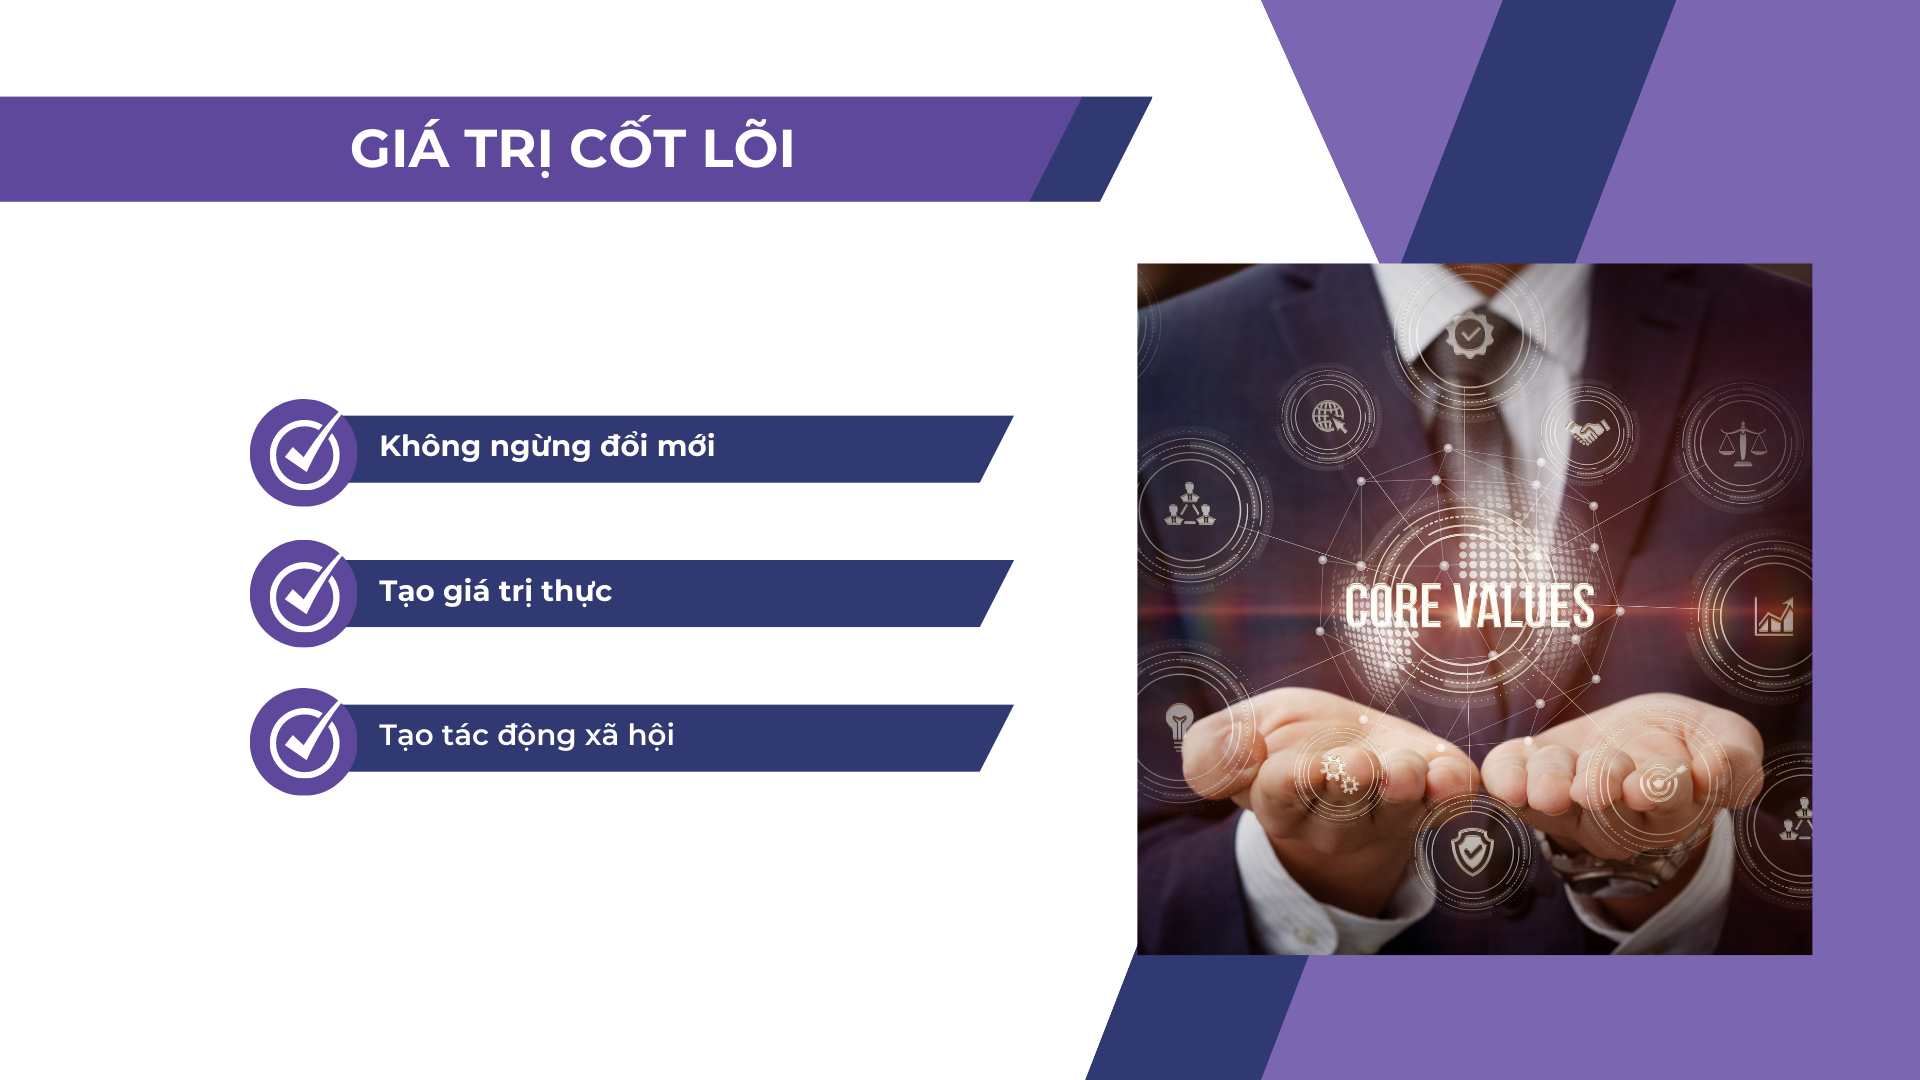 GIÁ TRỊ CỐT LÕI
Không ngừng đổi mới
Tạo giá trị thực
Tạo tác động xã hội
CORE VALUES